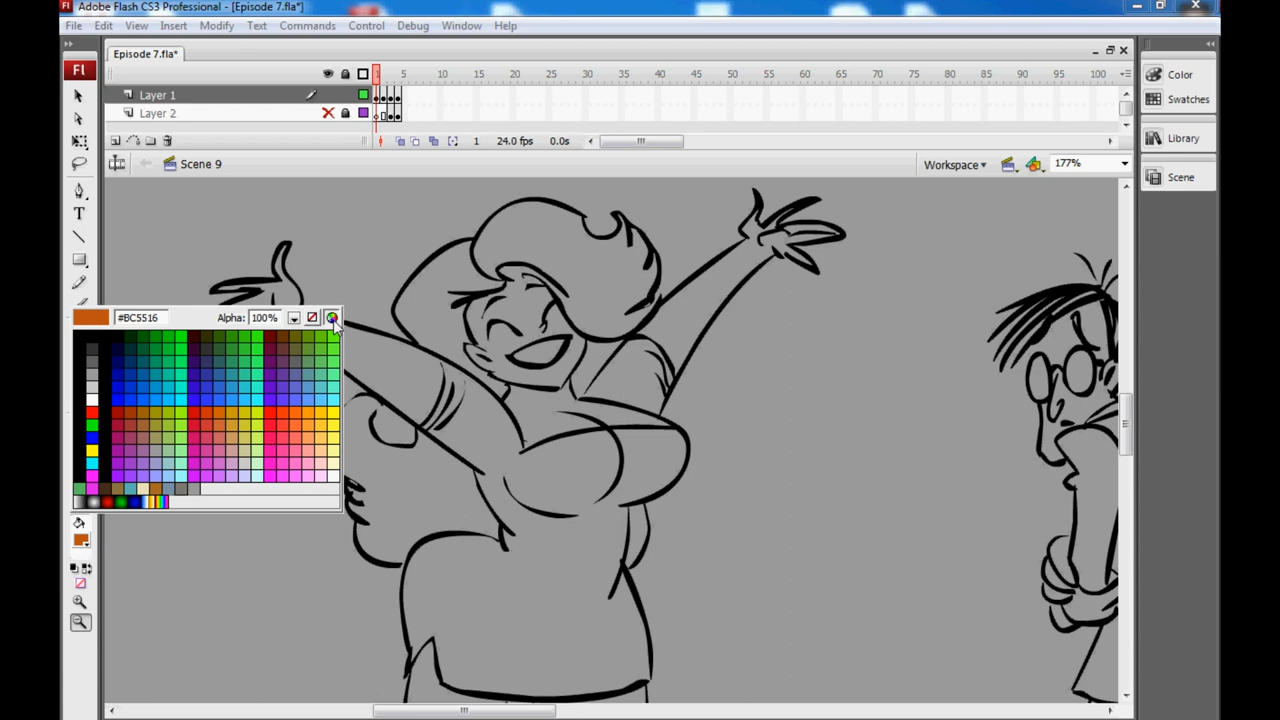 Adobe Flash CS3 Professional - [Episode 7.fla*]
File Edit View Insert Modify Text Commands Control Debug Window Help
Episode 7.fla*
Fl
1 5 10 15 20 25 30 35 40 45 50 55 60 65 70 75 80 85 90 95 100
Layer 1
Layer 2
1 24.0 fps 0.0s
Scene 9
Workspace
177%
Color
Swatches
Library
Scene
T
#BC5516
Alpha: 100%